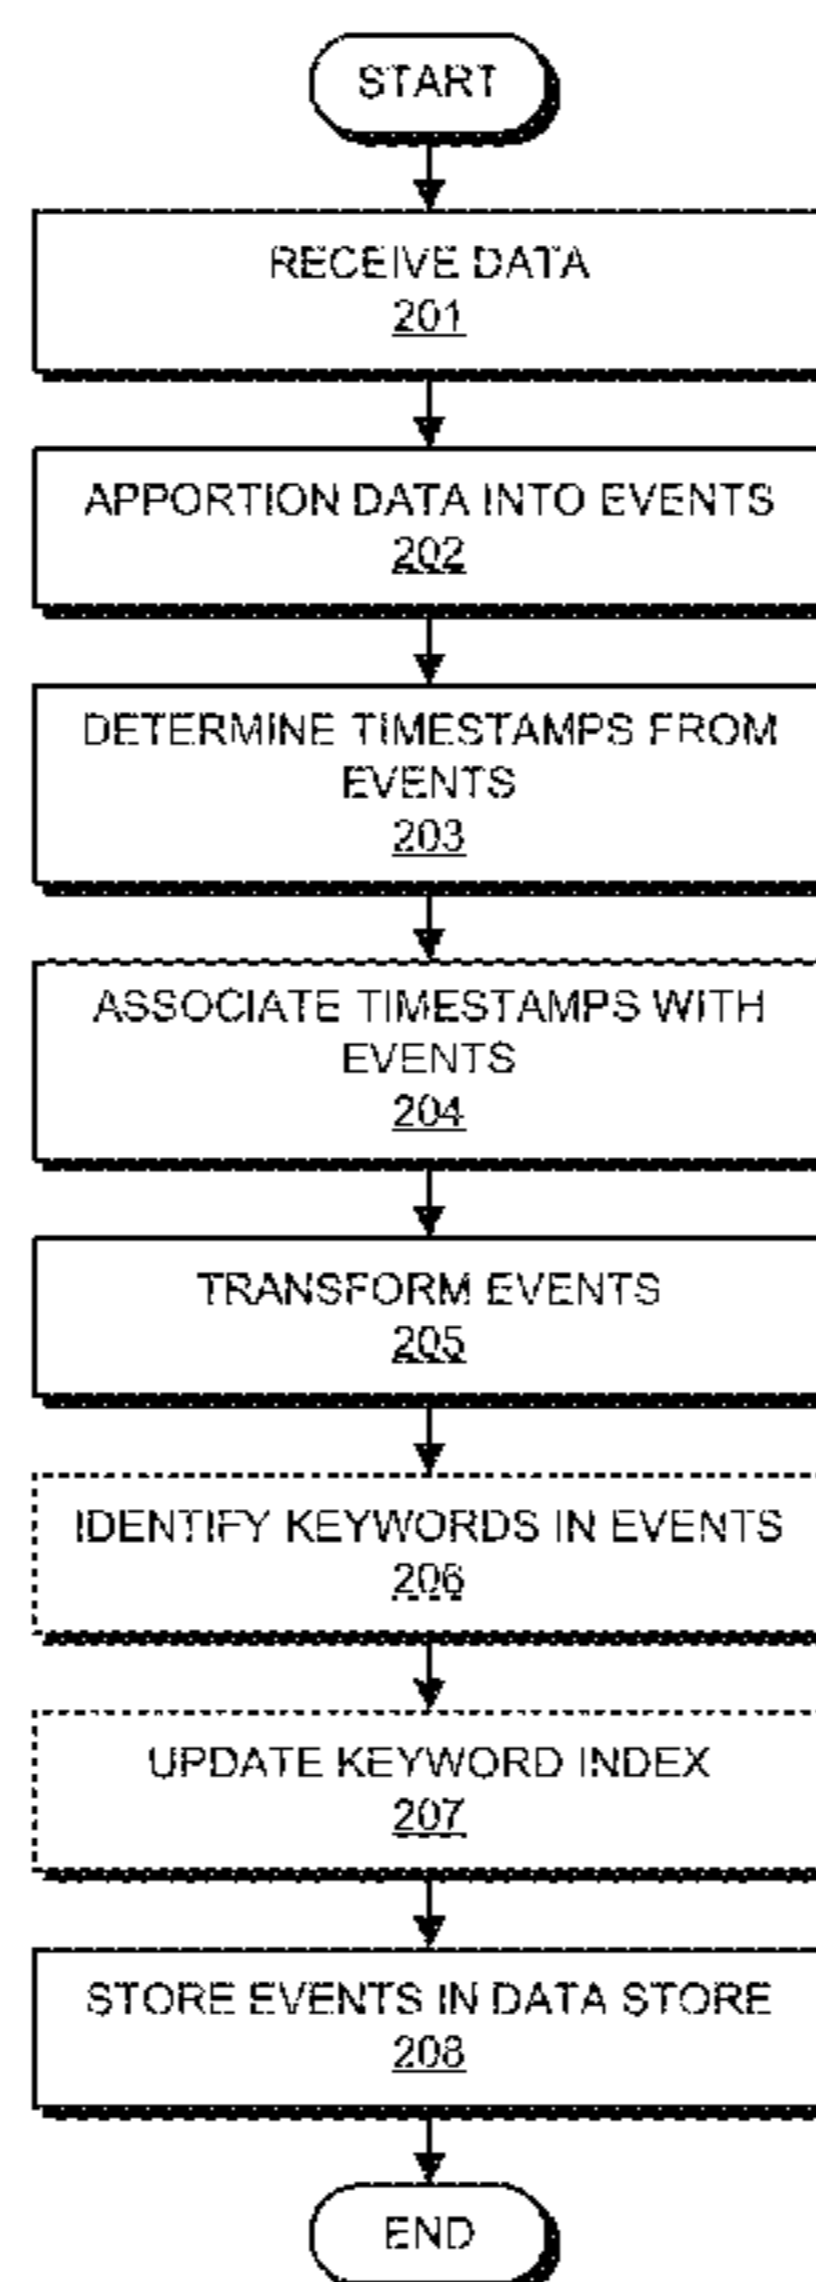 START
RECEIVE DATA
201
APPORTION DATA INTO EVENTS
202
DETERMINE TIMESTAMPS FROM
EVENTS
203
ASSOCIATE TIMESTAMPS WITH
EVENTS
204
TRANSFORM EVENTS
205
IDENTIFY KEYWORDS IN EVENTS
206
UPDATE KEYWORD INDEX
207
STORE EVENTS IN DATA STORE
208
END